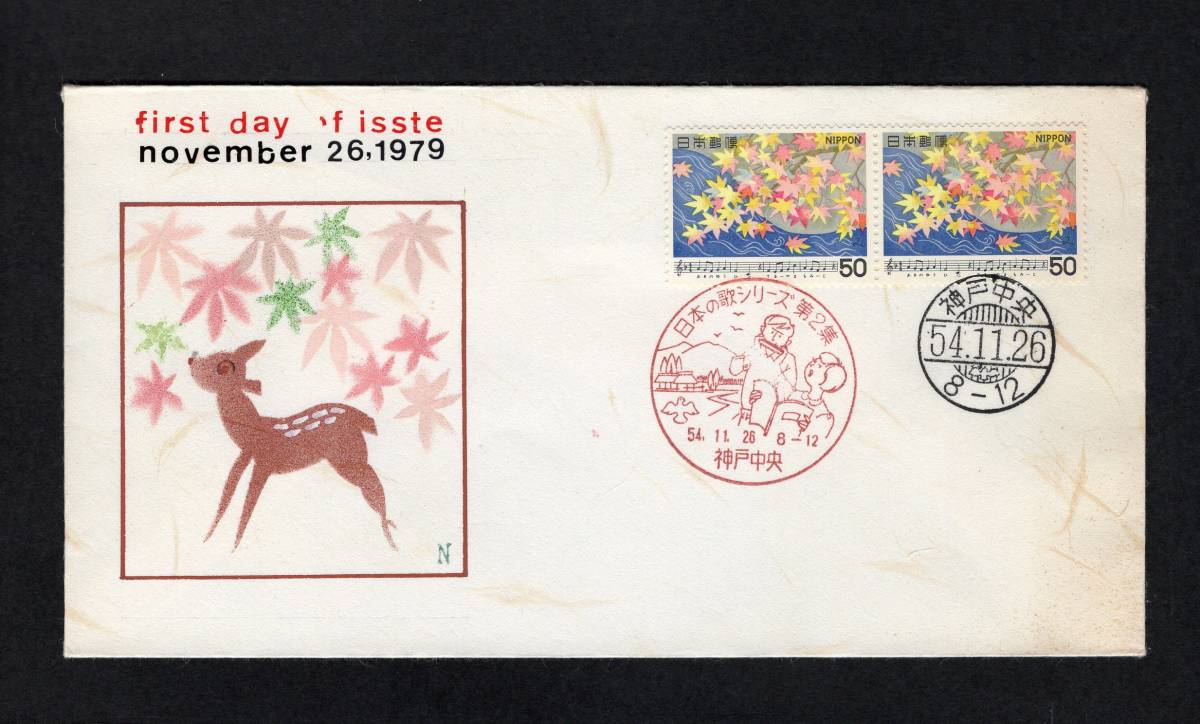 first day of isste
november 26,1979
日本郵便 NIPPON
50
日本郵便 NIPPON
50
日本の歌シリーズ 第2集
54. 11. 26 8-12
神戸中央
神戸中央
54.11.26
8-12
N